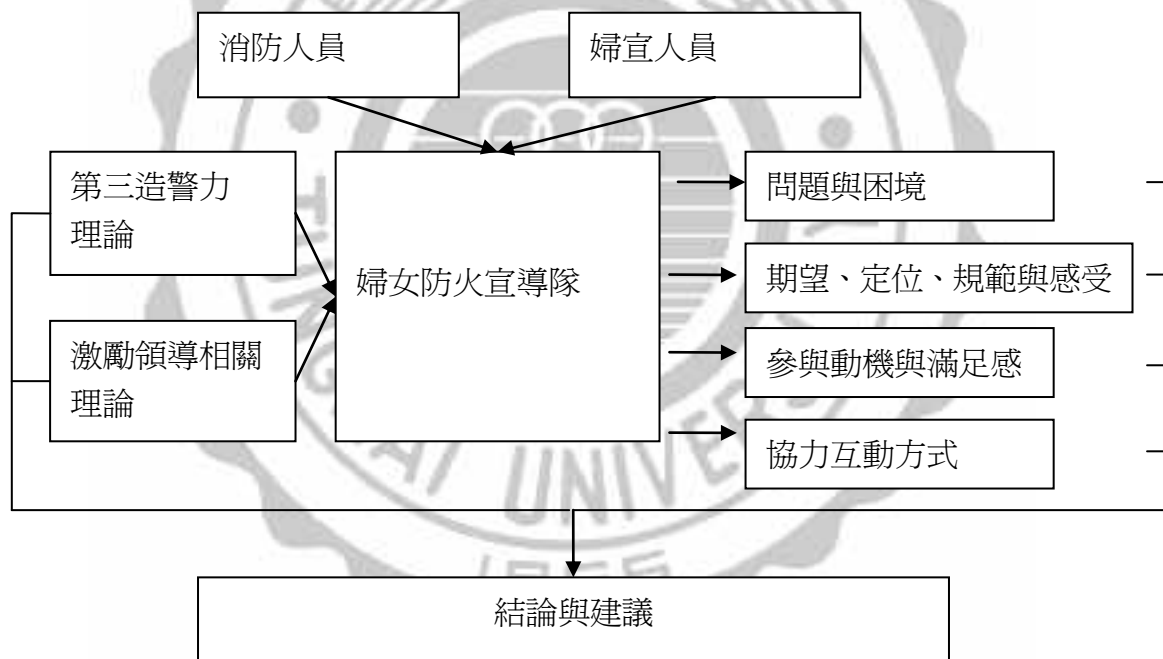 消防人員
婦宣人員
第三造警力
理論
激勵領導相關
理論
婦女防火宣導隊
問題與困境
期望、定位、規範與感受
參與動機與滿足感
協力互動方式
結論與建議
UNIVER
1955